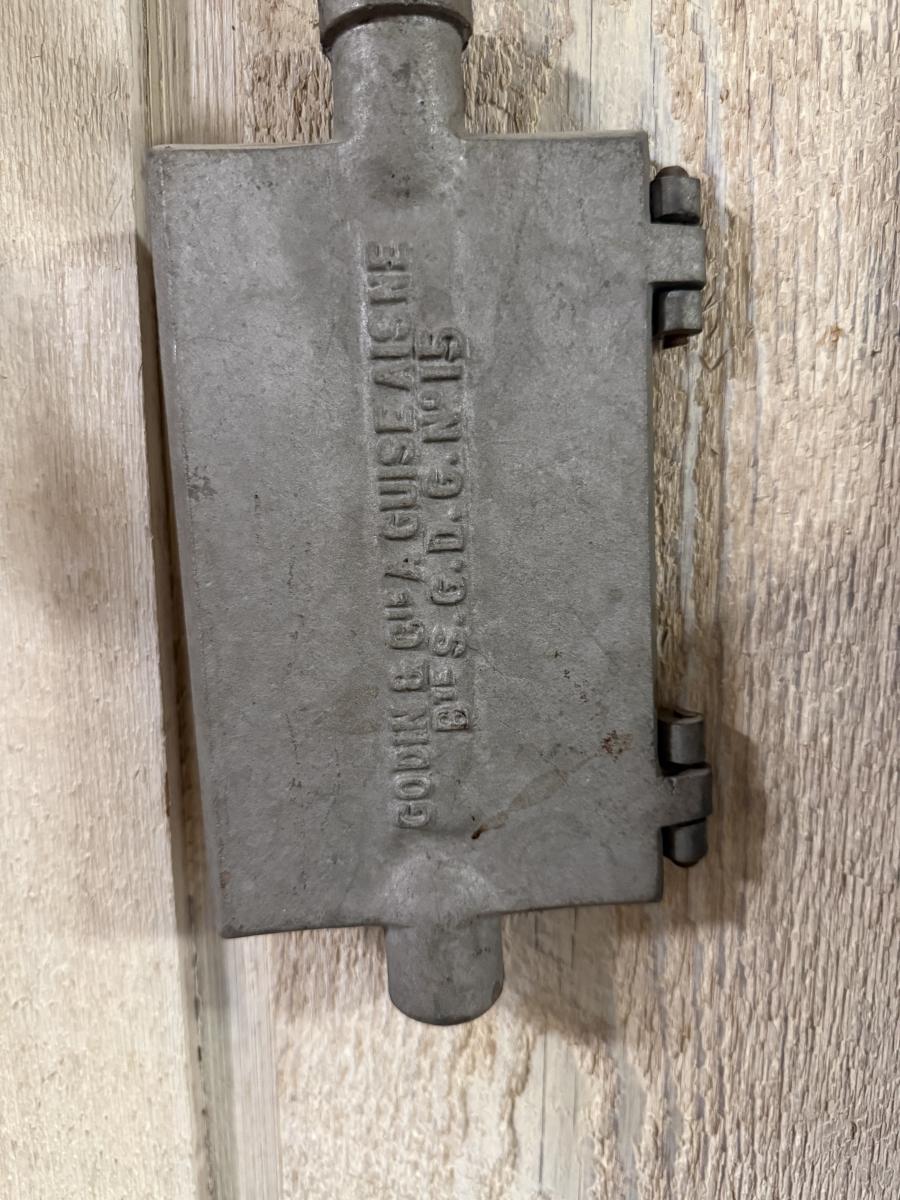 GODIN & CIE A GUISE AISNE
BTE S.G.D.G. No 15